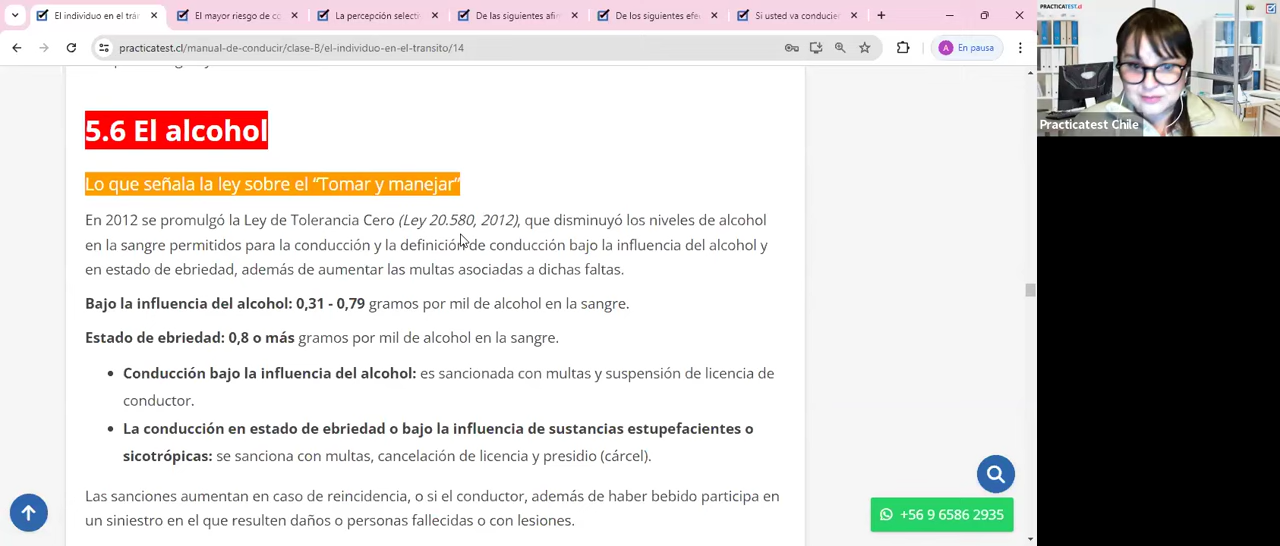 El individuo en el trán
El mayor riesgo de co
La percepción selectiv
De las siguientes afirm
De los siguientes efec
Si usted va conducien
practicatest.cl/manual-de-conducir/clase-B/el-individuo-en-el-transito/14
A
En pausa
PRACTICATEST.cl
Practicatest Chile
5.6 El alcohol
Lo que señala la ley sobre el “Tomar y manejar”
En 2012 se promulgó la Ley de Tolerancia Cero (Ley 20.580, 2012), que disminuyó los niveles de alcohol
en la sangre permitidos para la conducción y la definición de conducción bajo la influencia del alcohol y
en estado de ebriedad, además de aumentar las multas asociadas a dichas faltas.
Bajo la influencia del alcohol: 0,31 - 0,79 gramos por mil de alcohol en la sangre.
Estado de ebriedad: 0,8 o más gramos por mil de alcohol en la sangre.
• Conducción bajo la influencia del alcohol: es sancionada con multas y suspensión de licencia de
conductor.
• La conducción en estado de ebriedad o bajo la influencia de sustancias estupefacientes o
sicotrópicas: se sanciona con multas, cancelación de licencia y presidio (cárcel).
Las sanciones aumentan en caso de reincidencia, o si el conductor, además de haber bebido participa en
un siniestro en el que resulten daños o personas fallecidas o con lesiones.
+56 9 6586 2935